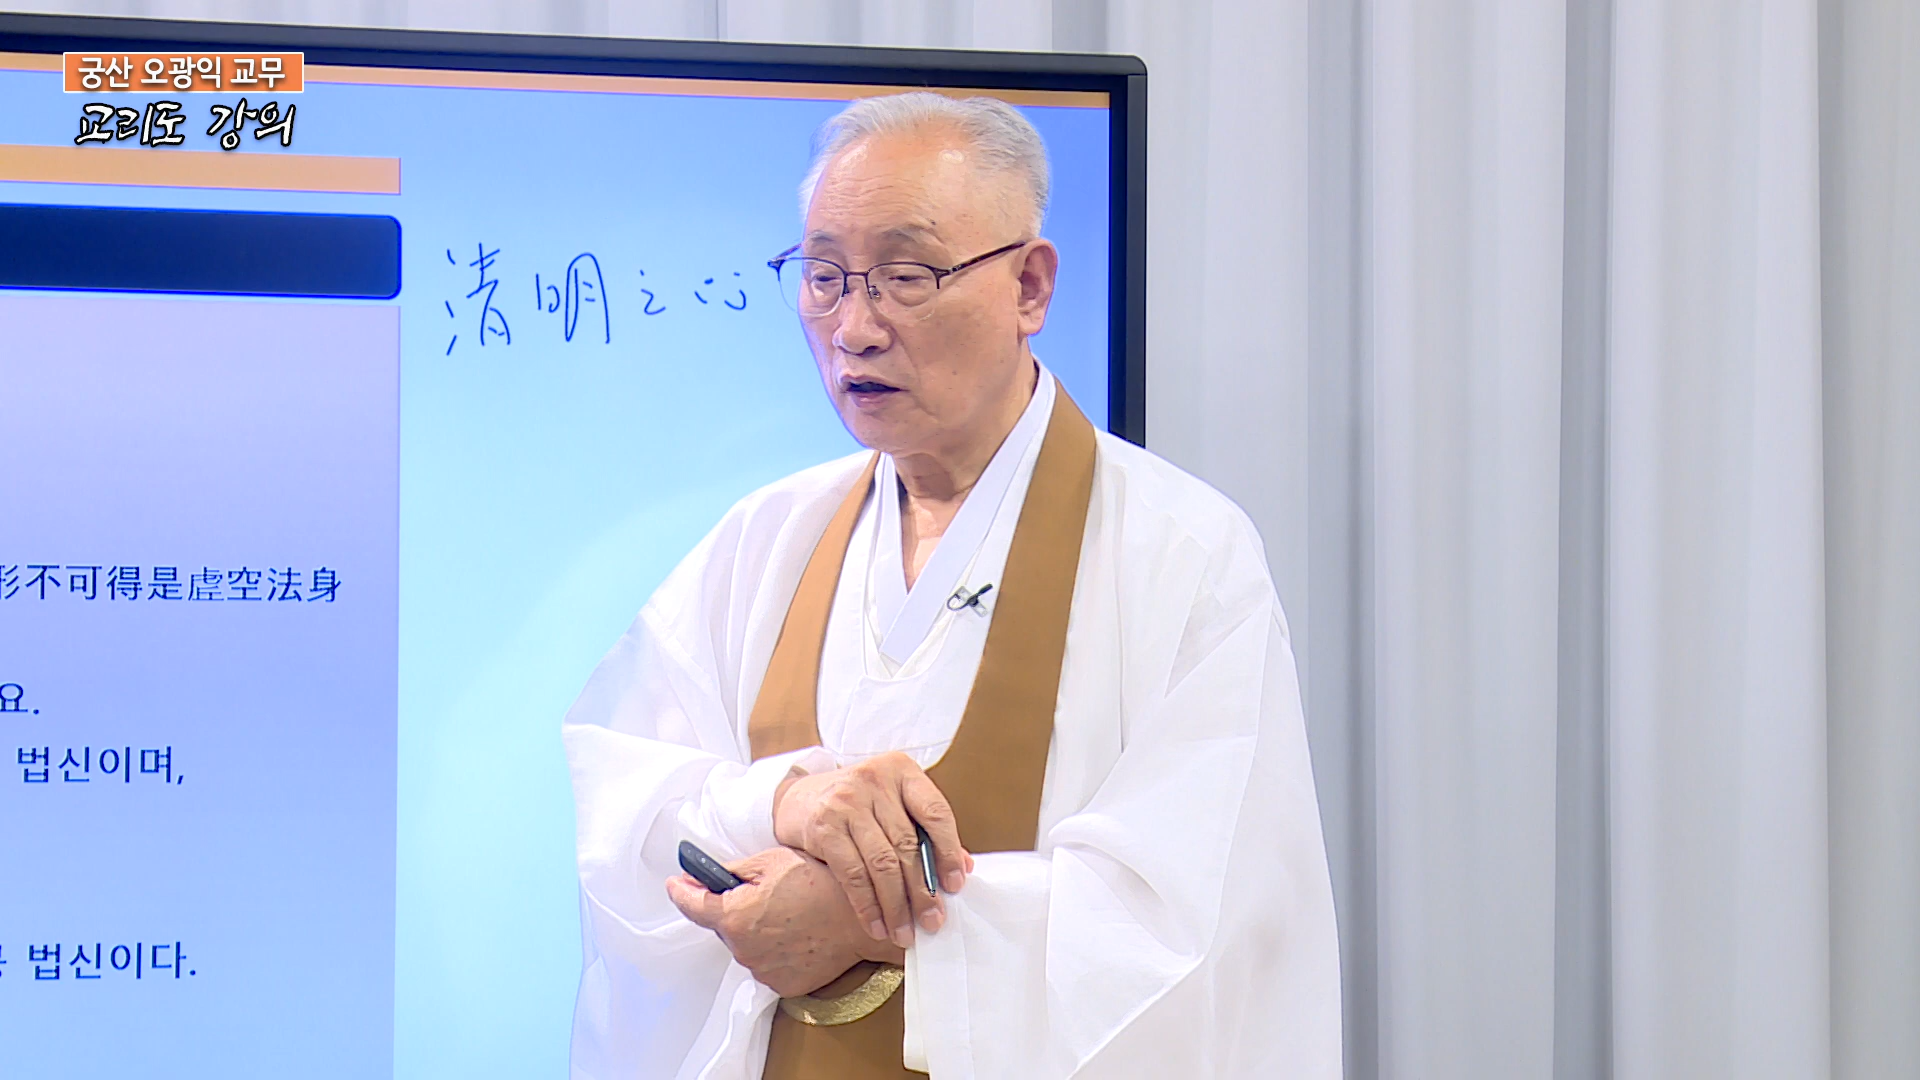 궁산 오광익 교무
교리도 강의
清明之心
形不可得是虛空法身
요.
법신이며,
법신이다.